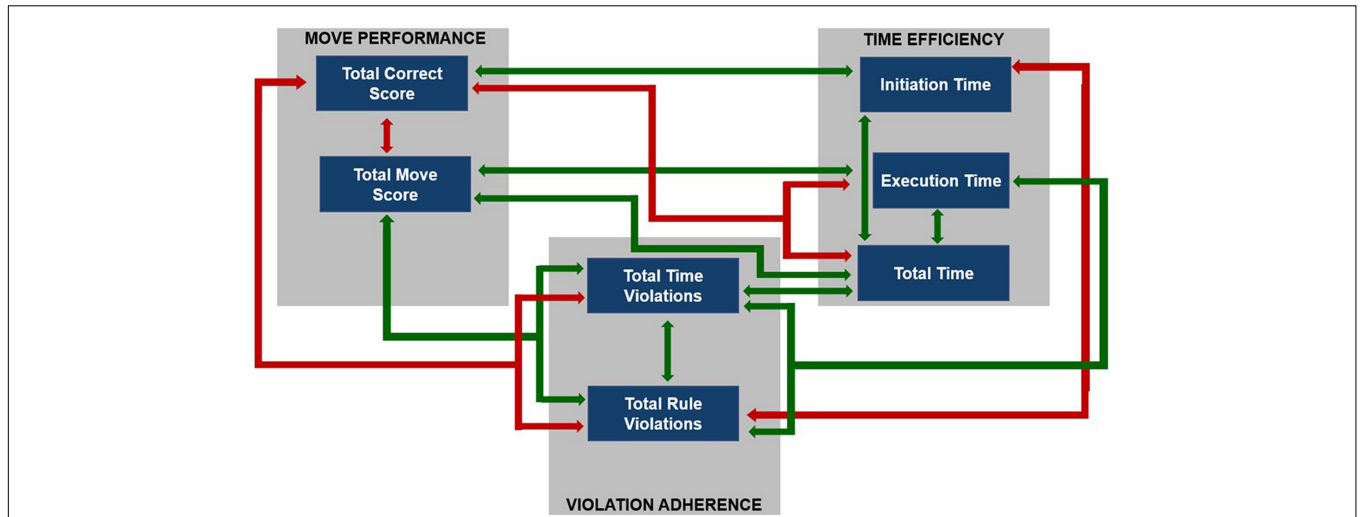 MOVE PERFORMANCE
Total Correct
Score
Total Move
Score
TIME EFFICIENCY
Initiation Time
Execution Time
Total Time
Total Time
Violations
Total Rule
Violations
VIOLATION ADHERENCE